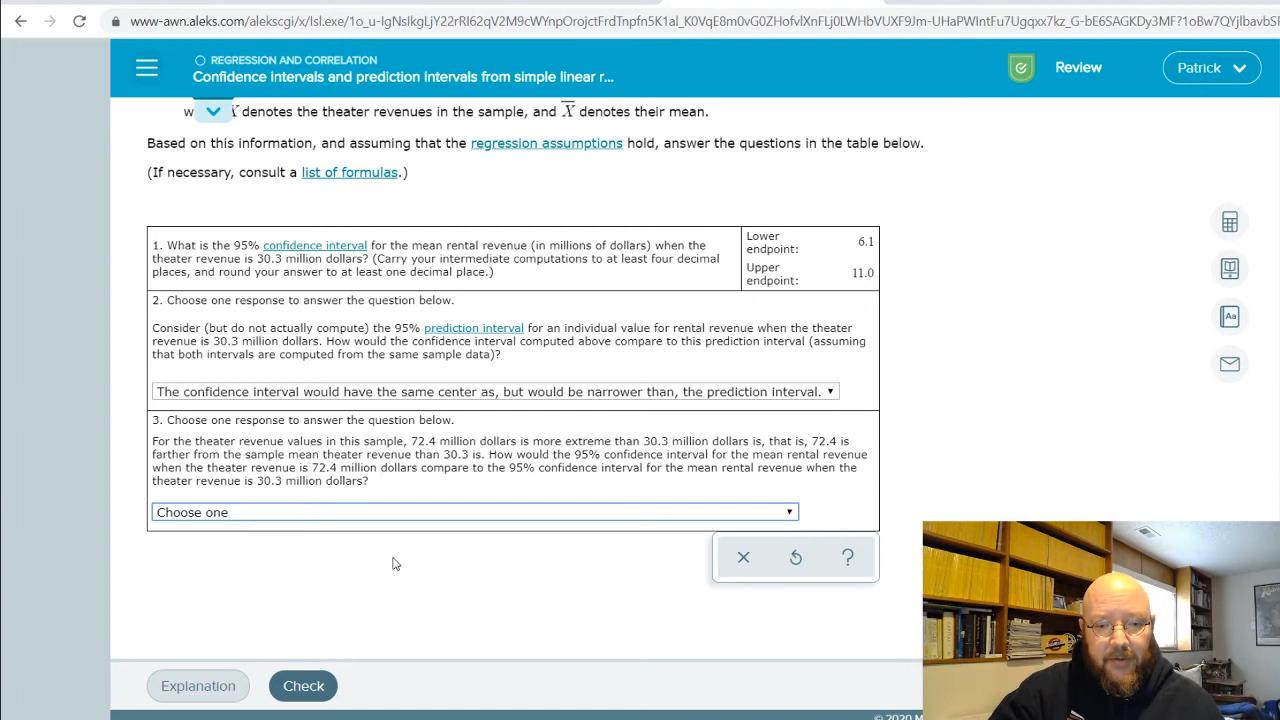 www-awn.aleks.com/alekscgi/x/Isl.exe/1o_u-IgNsIkgLjY22rRI62qV2M9cWYnpOrojctFrdTnpfn5K1al_K0VqE8m0vG0ZHofvlXnFLj0LWHbVUXF9Jm-UHaPWIntFu7Ugqxx7kz_G-bE6SAGKDy3MF?1oBw7QYjlbavbSF
REGRESSION AND CORRELATION
Confidence intervals and prediction intervals from simple linear r...
Review
Patrick
w X denotes the theater revenues in the sample, and X̄ denotes their mean.
Based on this information, and assuming that the regression assumptions hold, answer the questions in the table below.
(If necessary, consult a list of formulas.)
1. What is the 95% confidence interval for the mean rental revenue (in millions of dollars) when the
theater revenue is 30.3 million dollars? (Carry your intermediate computations to at least four decimal
places, and round your answer to at least one decimal place.)
Lower
endpoint: 6.1
Upper
endpoint: 11.0
2. Choose one response to answer the question below.
Consider (but do not actually compute) the 95% prediction interval for an individual value for rental revenue when the theater
revenue is 30.3 million dollars. How would the confidence interval computed above compare to this prediction interval (assuming
that both intervals are computed from the same sample data)?
The confidence interval would have the same center as, but would be narrower than, the prediction interval.
3. Choose one response to answer the question below.
For the theater revenue values in this sample, 72.4 million dollars is more extreme than 30.3 million dollars is, that is, 72.4 is
farther from the sample mean theater revenue than 30.3 is. How would the 95% confidence interval for the mean rental revenue
when the theater revenue is 72.4 million dollars compare to the 95% confidence interval for the mean rental revenue when the
theater revenue is 30.3 million dollars?
Choose one
?
Aa
Explanation
Check
© 2020 M